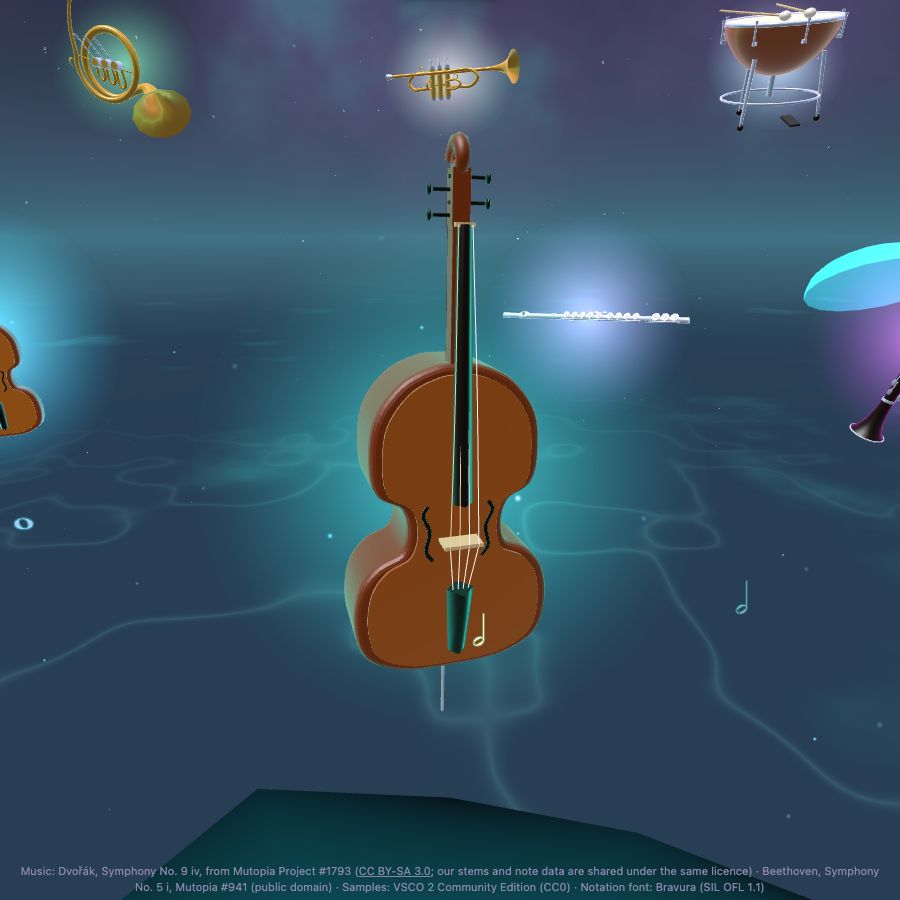 Music: Dvořák, Symphony No. 9 iv, from Mutopia Project #1793 (CC BY-SA 3.0; our stems and note data are shared under the same licence) · Beethoven, Symphony
No. 5 i, Mutopia #941 (public domain) · Samples: VSCO 2 Community Edition (CC0) · Notation font: Bravura (SIL OFL 1.1)